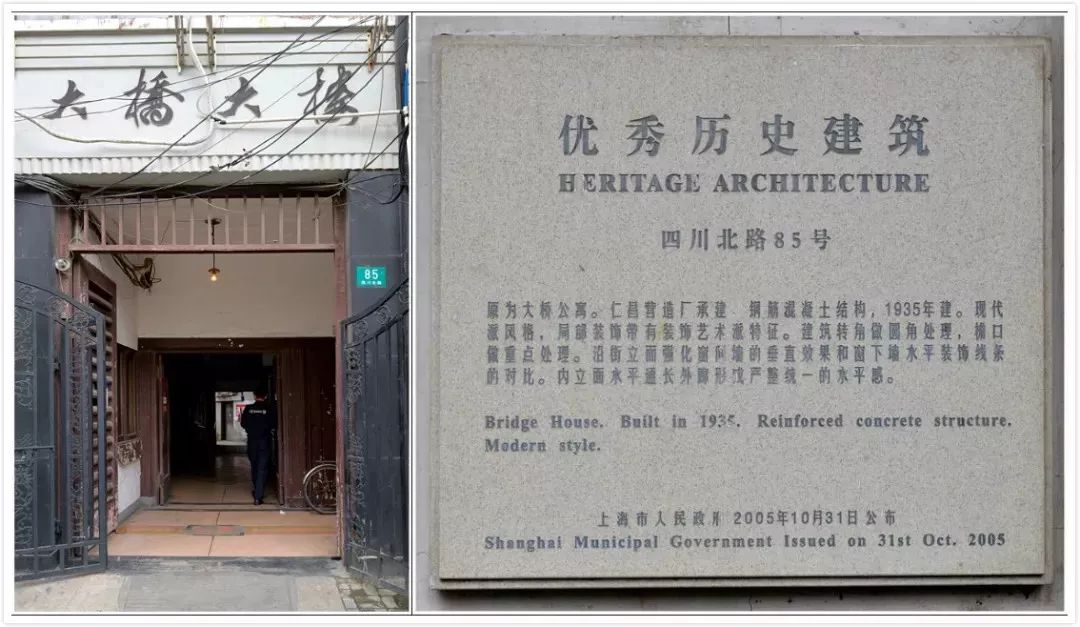 大橋大楼
85
四川北路
优秀历史建筑
HERITAGE ARCHITECTURE
四川北路85号
原为大桥公寓。仁昌营造厂承建 钢筋混凝土结构，1935年建。现代
派风格，局部装饰带有装饰艺术派特征。建筑转角做圆角处理，檐口
做重点处理。沿街立面强化窗间墙的垂直效果和窗下墙水平装饰线条
的对比。内立面水平通长外廊形成严整统一的水平感。
Bridge House. Built in 1935. Reinforced concrete structure.
Modern style.
上海市人民政府 2005年10月31日公布
Shanghai Municipal Government Issued on 31st Oct. 2005